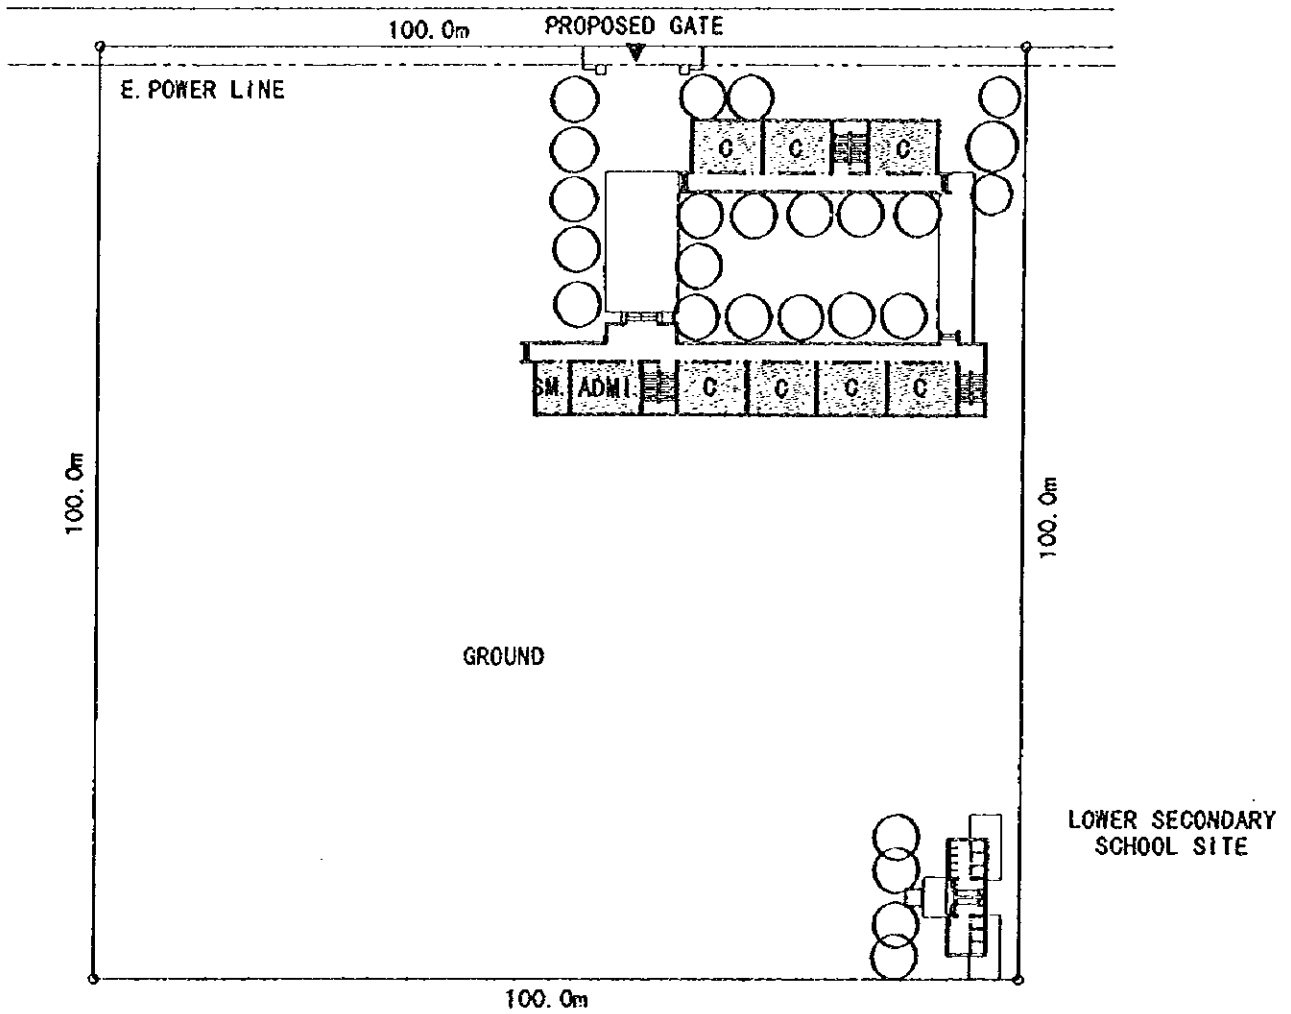 100.0m
PROPOSED GATE
E. POWER LINE
C
C
C
SM.
ADMI.
C
C
C
C
100.0m
100.0m
GROUND
LOWER SECONDARY
SCHOOL SITE
100.0m